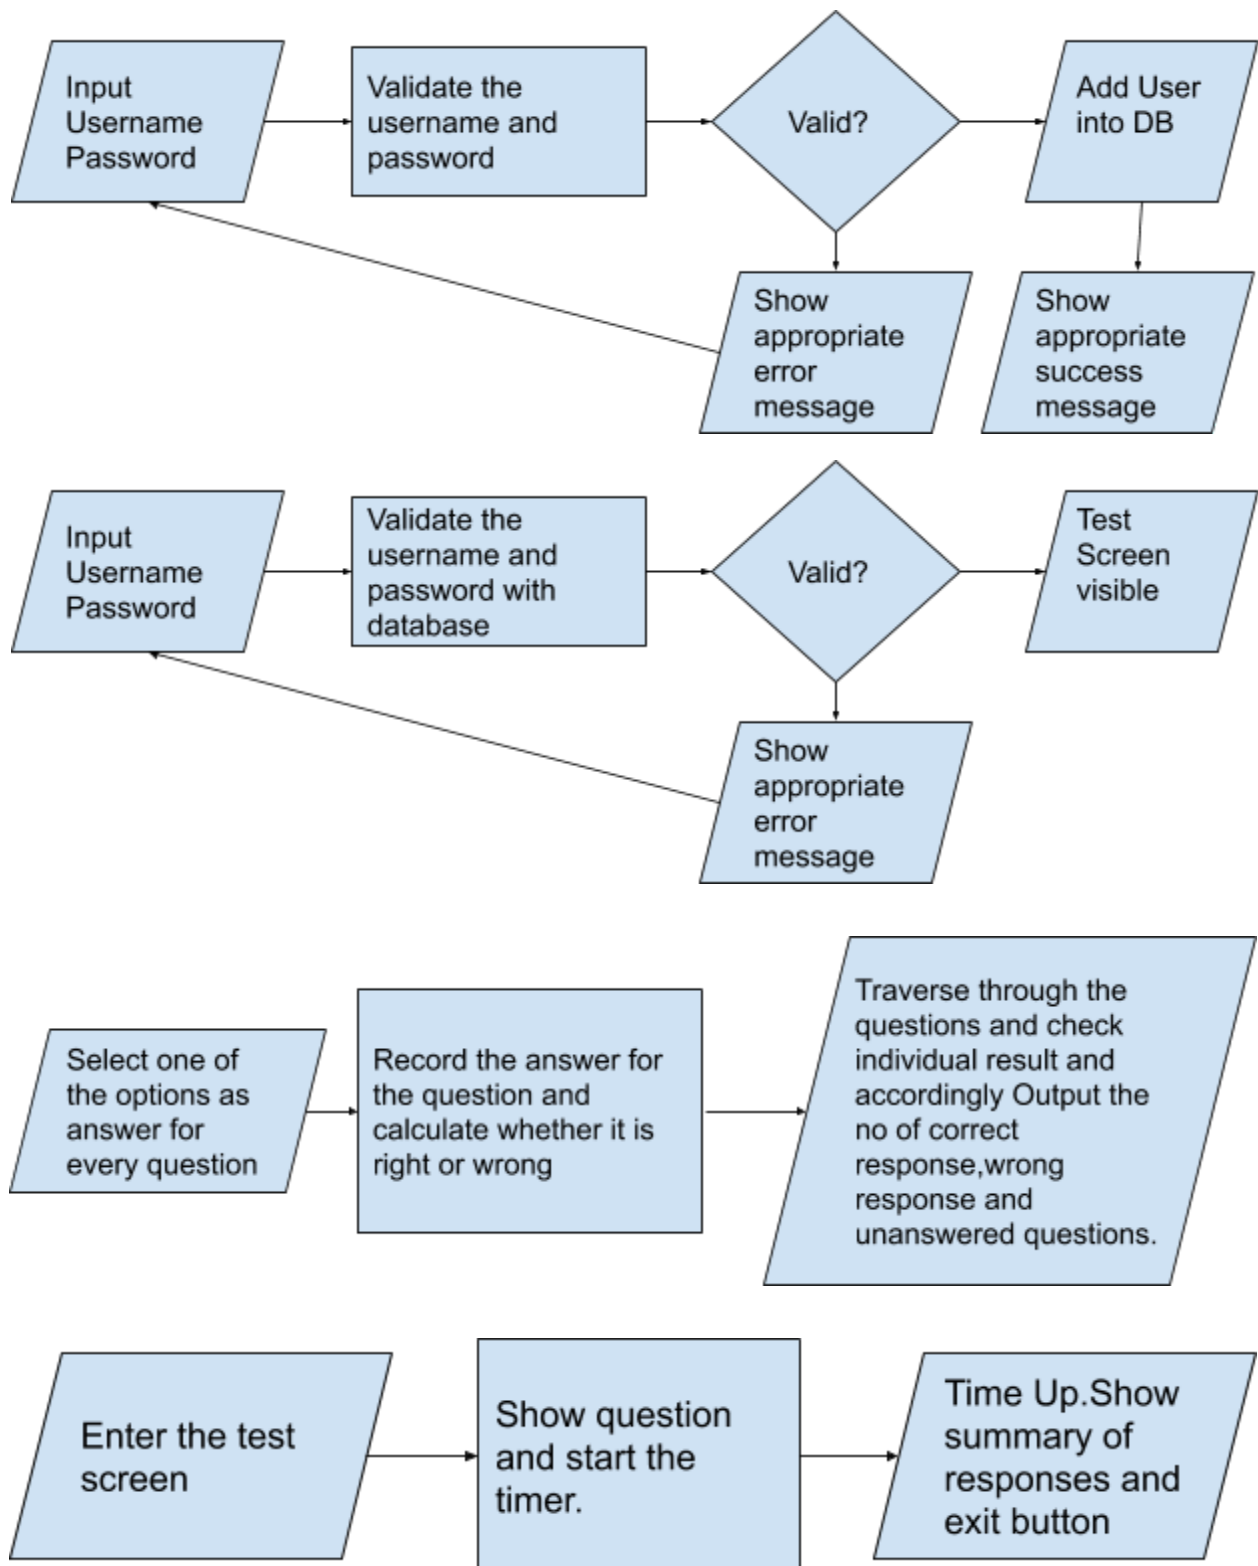 Input
Username
Password
Validate the
username and
password
Valid?
Add User
into DB
Show
appropriate
error
message
Show
appropriate
success
message
Input
Username
Password
Validate the
username and
password with
database
Valid?
Test
Screen
visible
Show
appropriate
error
message
Select one of
the options as
answer for
every question
Record the answer for
the question and
calculate whether it is
right or wrong
Traverse through the
questions and check
individual result and
accordingly Output the
no of correct
response,wrong
response and
unanswered questions.
Enter the test
screen
Show question
and start the
timer.
Time Up.Show
summary of
responses and
exit button